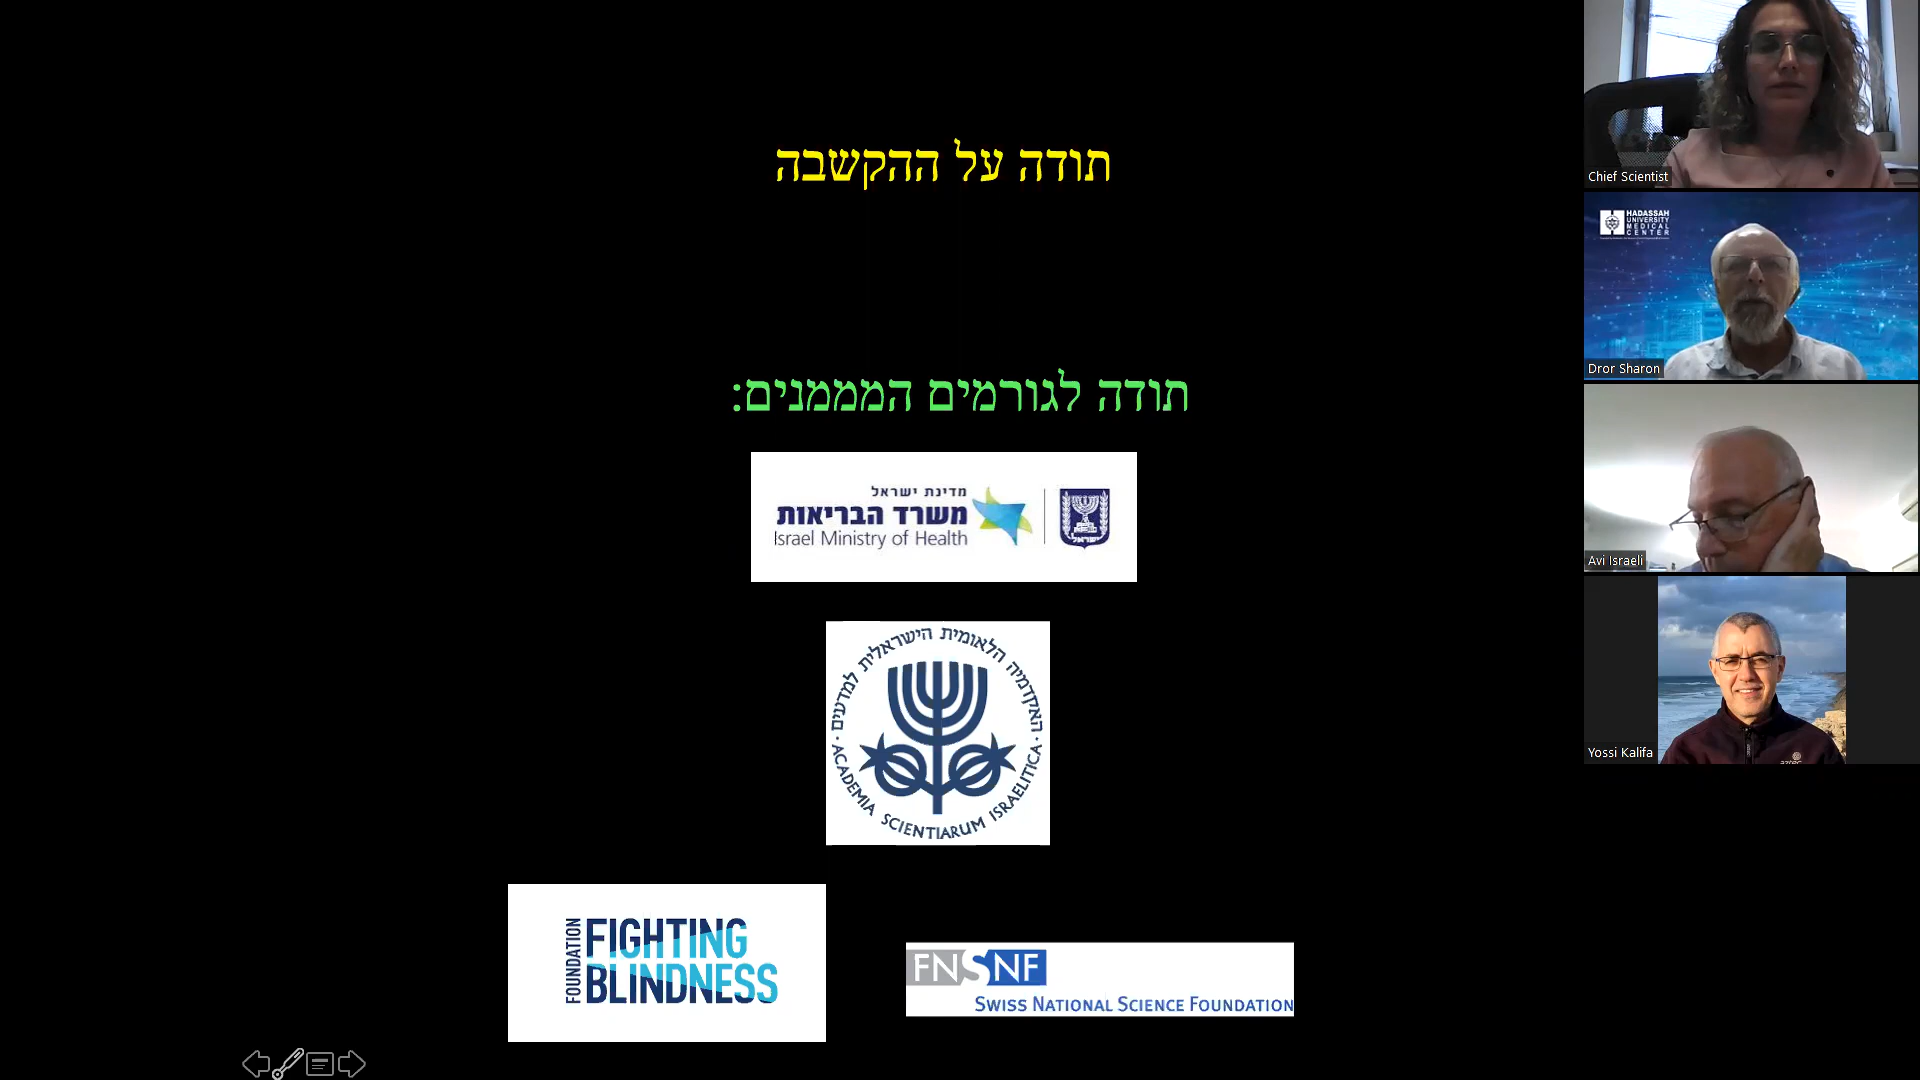 תודה על ההקשבה
תודה לגורמים המממנים:
מדינת ישראל
משרד הבריאות
Israel Ministry of Health
ישראל
האקדמיה הלאומית הישראלית למדעים
ACADEMIA SCIENTIARUM ISRAELITICA
FOUNDATION
FIGHTING
BLINDNESS
FNSNF
SWISS NATIONAL SCIENCE FOUNDATION
Chief Scientist
HADASSAH
UNIVERSITY
MEDICAL
CENTER
Dror Sharon
Avi Israeli
Yossi Kalifa
aztec